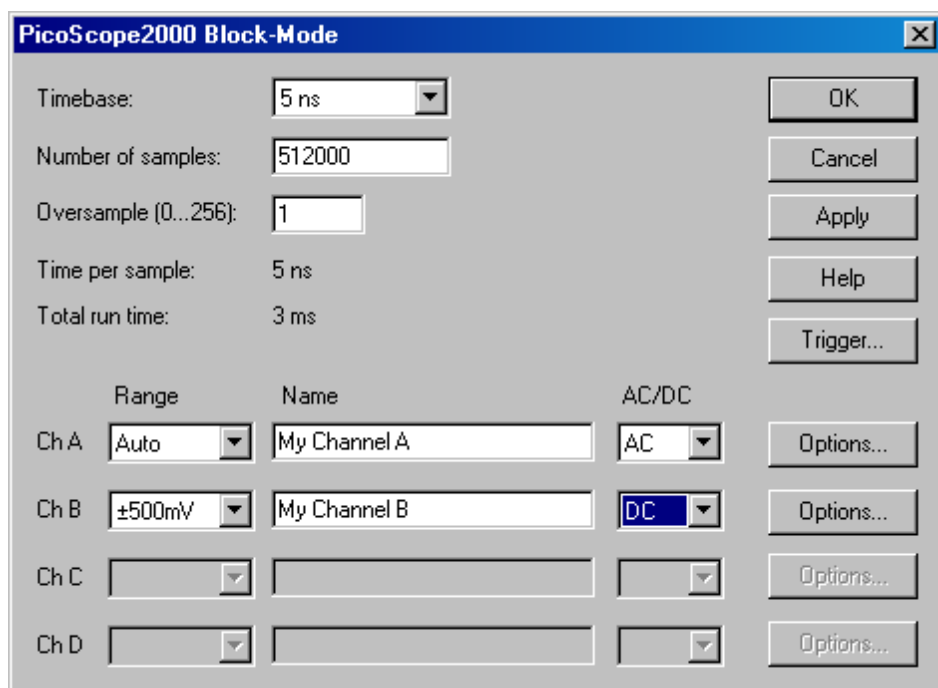 PicoScope2000 Block-Mode
Timebase: 5 ns OK
Number of samples: 512000 Cancel
Oversample (0...256): 1 Apply
Time per sample: 5 ns Help
Total run time: 3 ms
Trigger...
Range Name AC/DC
Ch A Auto My Channel A AC Options...
Ch B ±500mV My Channel B DC Options...
Ch C Options...
Ch D Options...